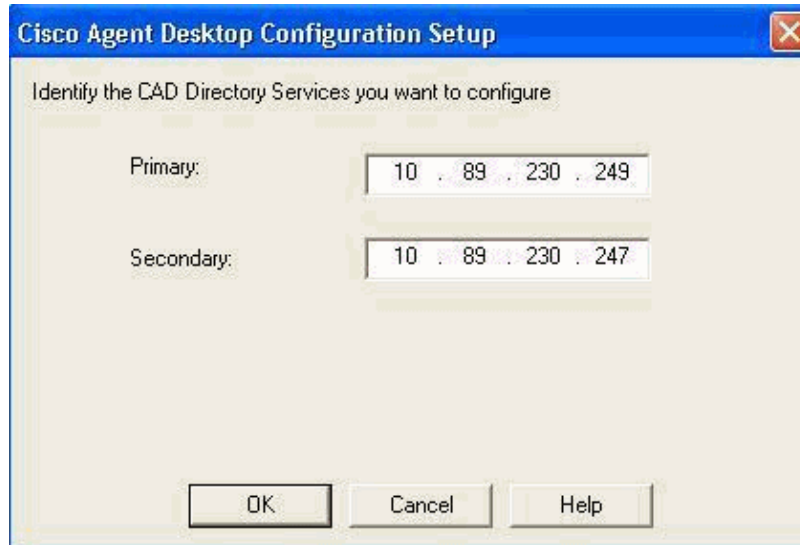 Cisco Agent Desktop Configuration Setup
Identify the CAD Directory Services you want to configure
Primary: 10 . 89 . 230 . 249
Secondary: 10 . 89 . 230 . 247
OK Cancel Help